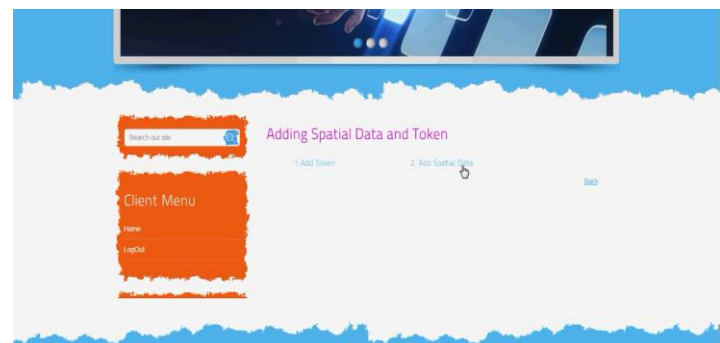 Search our site:
Adding Spatial Data and Token
1.Add Token 2. Add Spatial Data
Back
Client Menu
Home
LogOut